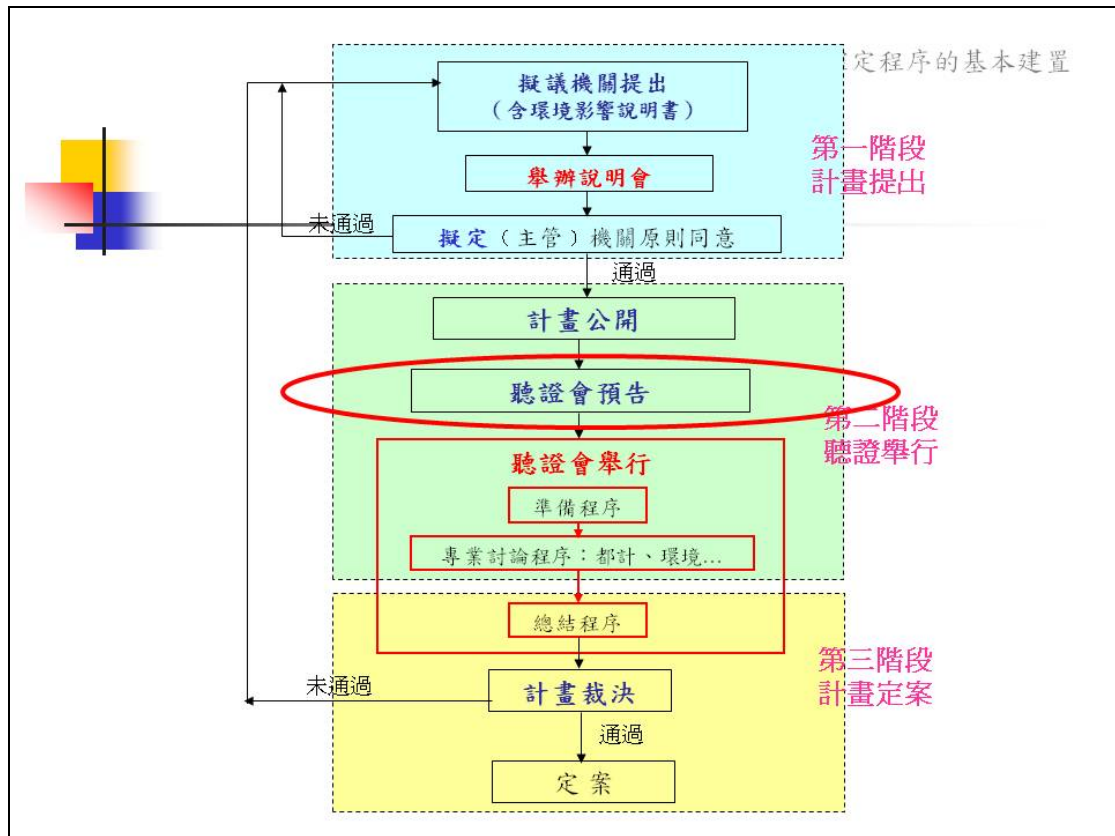 定程序的基本建置
擬議機關提出
（含環境影響說明書）
第一階段
計畫提出
舉辦說明會
未通過
擬定（主管）機關原則同意
通過
計畫公開
聽證會預告
第二階段
聽證舉行
聽證會舉行
準備程序
專業討論程序：都計、環境...
總結程序
第三階段
計畫定案
未通過
計畫裁決
通過
定 案